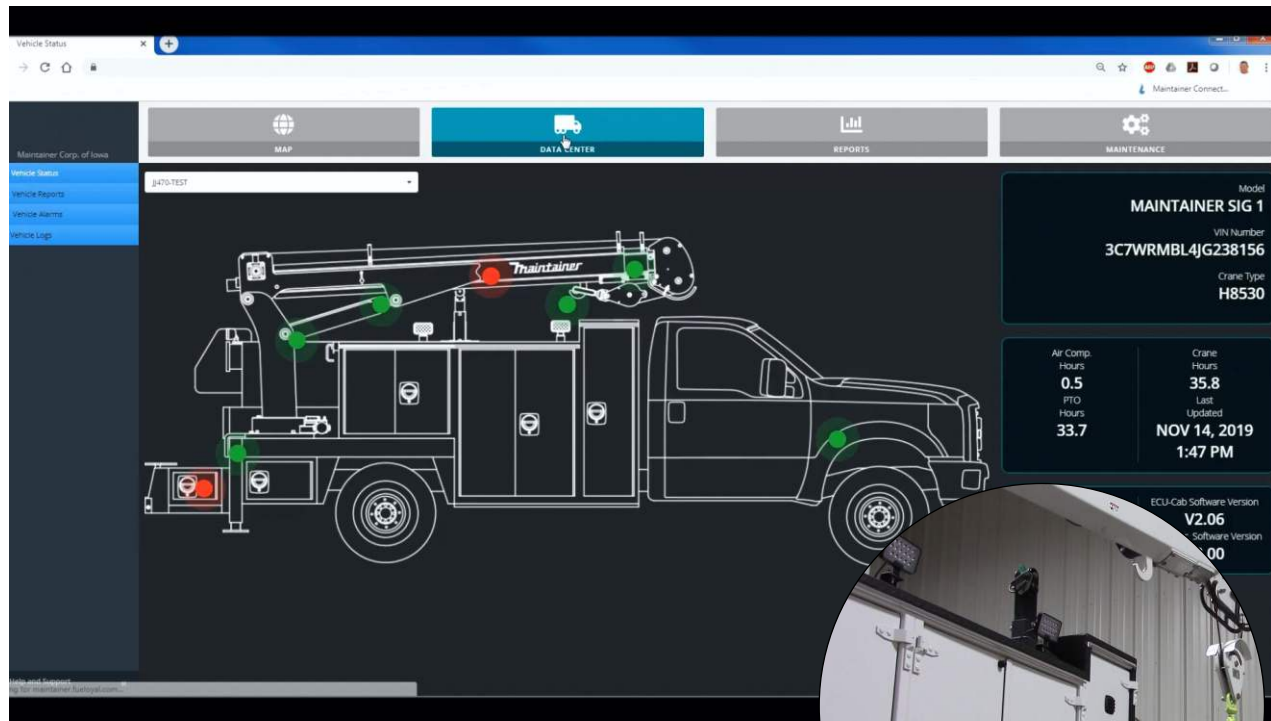 Vehicle Status
Maintainer Connect...
MAP
DATA CENTER
REPORTS
MAINTENANCE
Maintainer Corp. of Iowa
Vehicle Status
Vehicle Reports
Vehicle Alarms
Vehicle Logs
JJ470-TEST
maintainer
Model
MAINTAINER SIG 1
VIN Number
3C7WRMBL4JG238156
Crane Type
H8530
Air Comp.
Hours
0.5
PTO
Hours
33.7
Crane
Hours
35.8
Last
Updated
NOV 14, 2019
1:47 PM
ECU-Cab Software Version
V2.06
Software Version
.00
Help and Support